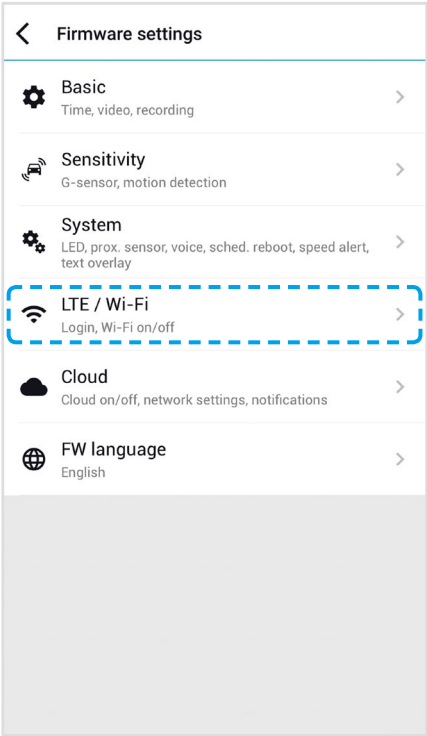 Firmware settings
Basic
Time, video, recording
Sensitivity
G-sensor, motion detection
System
LED, prox. sensor, voice, sched. reboot, speed alert,
text overlay
LTE / Wi-Fi
Login, Wi-Fi on/off
Cloud
Cloud on/off, network settings, notifications
FW language
English